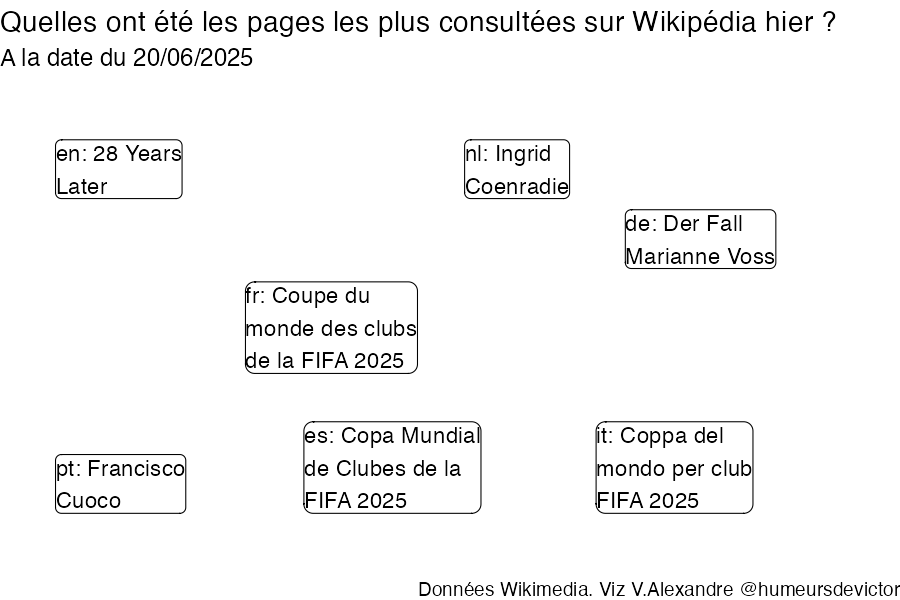 Quelles ont été les pages les plus consultées sur Wikipédia hier ?
A la date du 20/06/2025
en: 28 Years
Later
nl: Ingrid
Coenradie
de: Der Fall
Marianne Voss
fr: Coupe du
monde des clubs
de la FIFA 2025
es: Copa Mundial
de Clubes de la
FIFA 2025
it: Coppa del
mondo per club
FIFA 2025
pt: Francisco
Cuoco
Données Wikimedia. Viz V.Alexandre @humeursdevictor